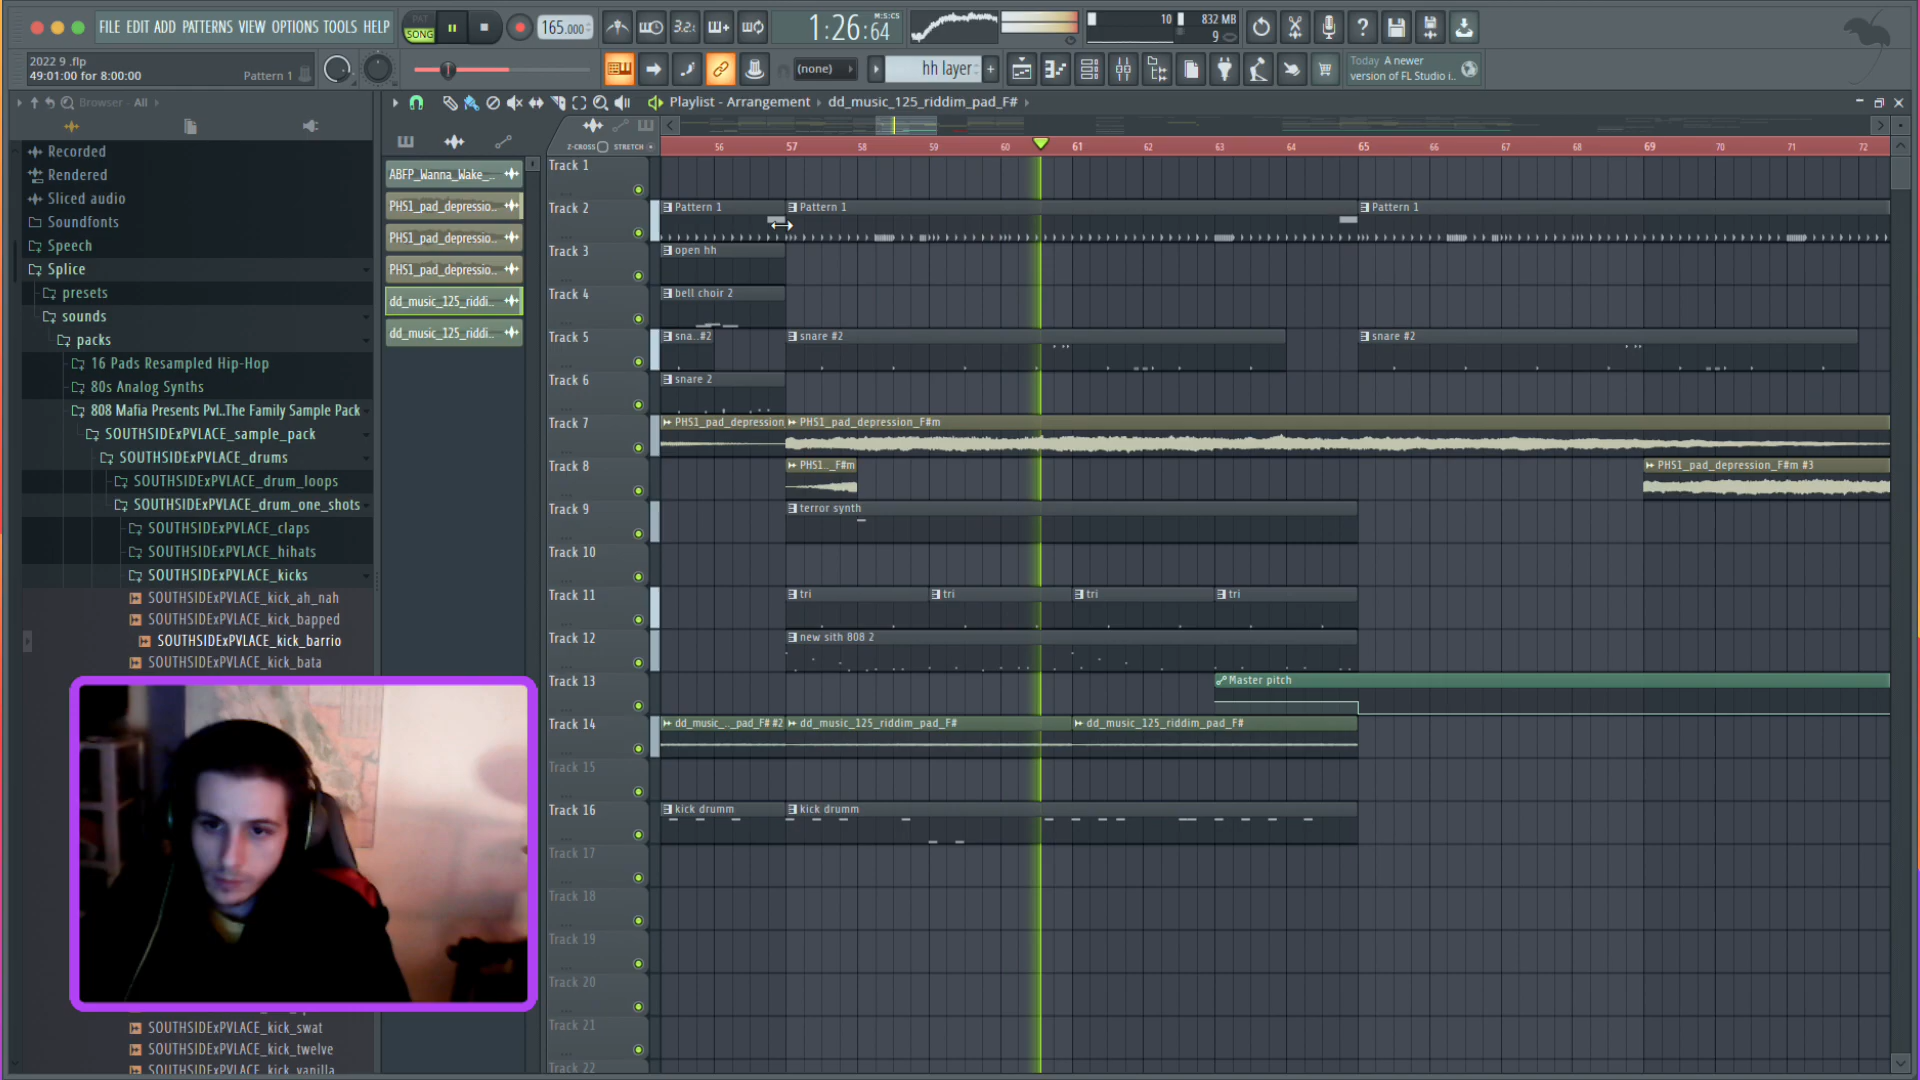 FILE EDIT ADD PATTERNS VIEW OPTIONS TOOLS HELP
PAT
SONG
165.000
3.2.
1:26:64
M:S:CS
10
832 MB
9
2022 9 .flp
49:01:00 for 8:00:00
Pattern 1
(none)
hh layer
Today A newer
version of FL Studio i..
Browser - All
Playlist - Arrangement
dd_music_125_riddim_pad_F#
Recorded
Rendered
Sliced audio
Soundfonts
Speech
Splice
presets
sounds
packs
16 Pads Resampled Hip-Hop
80s Analog Synths
808 Mafia Presents Pvl..The Family Sample Pack
SOUTHSIDExPVLACE_sample_pack
SOUTHSIDExPVLACE_drums
SOUTHSIDExPVLACE_drum_loops
SOUTHSIDExPVLACE_drum_one_shots
SOUTHSIDExPVLACE_claps
SOUTHSIDExPVLACE_hihats
SOUTHSIDExPVLACE_kicks
SOUTHSIDExPVLACE_kick_ah_nah
SOUTHSIDExPVLACE_kick_bapped
SOUTHSIDExPVLACE_kick_barrio
SOUTHSIDExPVLACE_kick_bata
SOUTHSIDExPVLACE_kick_swat
SOUTHSIDExPVLACE_kick_twelve
SOUTHSIDExPVLACE_kick_vanilla
ABFP_Wanna_Wake_..
PHS1_pad_depressio..
PHS1_pad_depressio..
PHS1_pad_depressio..
dd_music_125_riddi..
dd_music_125_riddi..
Z-CROSS
STRETCH
56 57 58 59 60 61 62 63 64 65 66 67 68 69 70 71 72
Track 1
Track 2
Pattern 1
Pattern 1
Pattern 1
Track 3
open hh
Track 4
bell choir 2
Track 5
sna..#2
snare #2
snare #2
Track 6
snare 2
Track 7
PHS1_pad_depression
PHS1_pad_depression_F#m
Track 8
PHS1.. _F#m
PHS1_pad_depression_F#m #3
Track 9
terror synth
Track 10
Track 11
tri
tri
tri
tri
Track 12
new sith 808 2
Track 13
Master pitch
Track 14
dd_music_.. _pad_F# #2
dd_music_125_riddim_pad_F#
dd_music_125_riddim_pad_F#
Track 15
Track 16
kick drumm
kick drumm
Track 17
Track 18
Track 19
Track 20
Track 21
Track 22